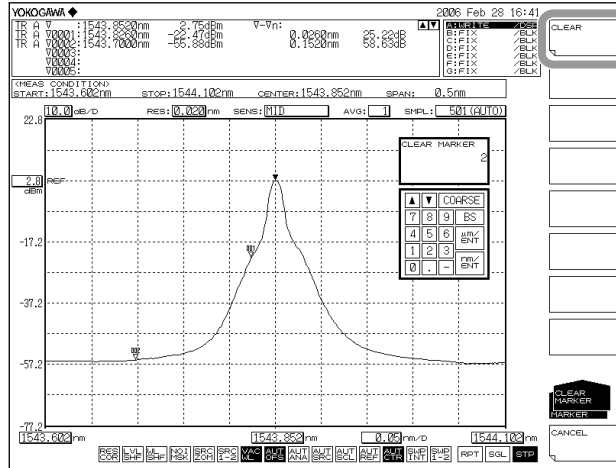 YOKOGAWA ◆ 2006 Feb 28 16:41
TR A ∇ :1543.8520nm 2.75dBm ∇-∇n:
TR A ∇0001:1543.8260nm -22.47dBm 0.0260nm 25.22dB
TR A ∇0002:1543.7000nm -55.88dBm 0.1520nm 58.63dB
∇0003:
∇0004:
∇0005:
▲▼
A:WRITE /DSP
B:FIX /BLK
C:FIX /BLK
D:FIX /BLK
E:FIX /BLK
F:FIX /BLK
G:FIX /BLK
CLEAR
<MEAS CONDITION>
START:1543.602nm STOP:1544.102nm CENTER:1543.852nm SPAN: 0.5nm
10.0 dB/D RES: 0.020 nm SENS: MID AVG: 1 SMPL: 501(AUTO)
22.8
2.8 REF
dBm
-17.2
-37.2
-57.2
-77.2
001
002
CLEAR MARKER
2
▲ ▼ COARSE
7 8 9 BS
4 5 6 μm/ENT
1 2 3
0 . - nm/ENT
1543.602 nm 1543.852 nm 0.05 nm/D 1544.102 nm
CLEAR
MARKER
MARKER
CANCEL
RES COR LVL SHF WL SHF NOI MSK SRC ZOM SRC 1-2 VAC WL AUT OFS AUT ANA AUT SRC AUT SCL AUT REF AUT CTR SWP INT SWP 1-2 RPT SGL STP